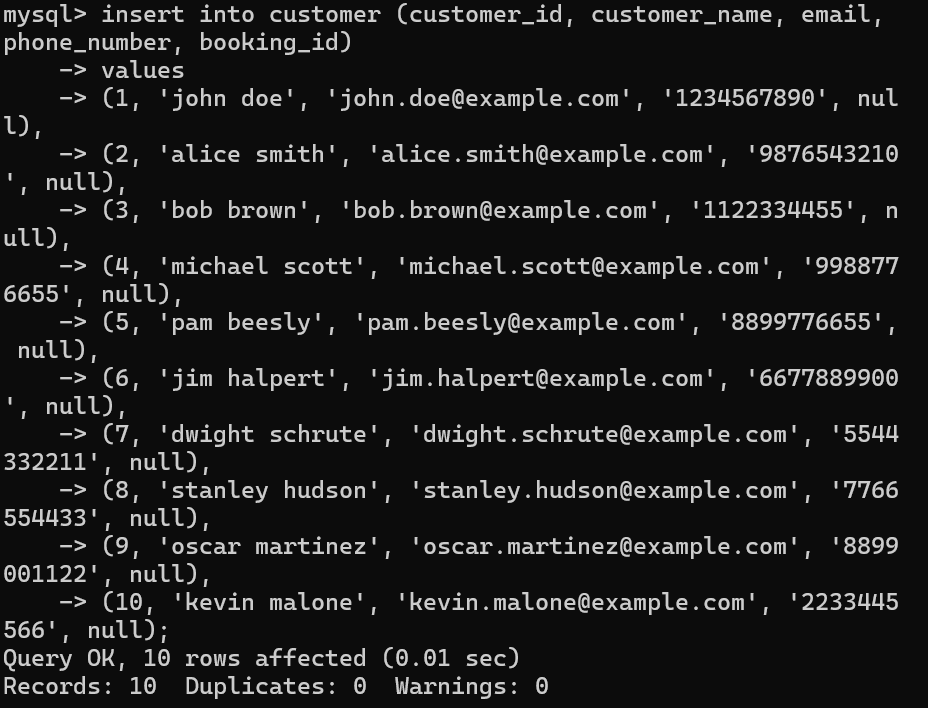 mysql> insert into customer (customer_id, customer_name, email,
phone_number, booking_id)
    -> values
    -> (1, 'john doe', 'john.doe@example.com', '1234567890', nul
l),
    -> (2, 'alice smith', 'alice.smith@example.com', '9876543210
', null),
    -> (3, 'bob brown', 'bob.brown@example.com', '1122334455', n
ull),
    -> (4, 'michael scott', 'michael.scott@example.com', '998877
6655', null),
    -> (5, 'pam beesly', 'pam.beesly@example.com', '8899776655',
 null),
    -> (6, 'jim halpert', 'jim.halpert@example.com', '6677889900
', null),
    -> (7, 'dwight schrute', 'dwight.schrute@example.com', '5544
332211', null),
    -> (8, 'stanley hudson', 'stanley.hudson@example.com', '7766
554433', null),
    -> (9, 'oscar martinez', 'oscar.martinez@example.com', '8899
001122', null),
    -> (10, 'kevin malone', 'kevin.malone@example.com', '2233445
566', null);
Query OK, 10 rows affected (0.01 sec)
Records: 10  Duplicates: 0  Warnings: 0